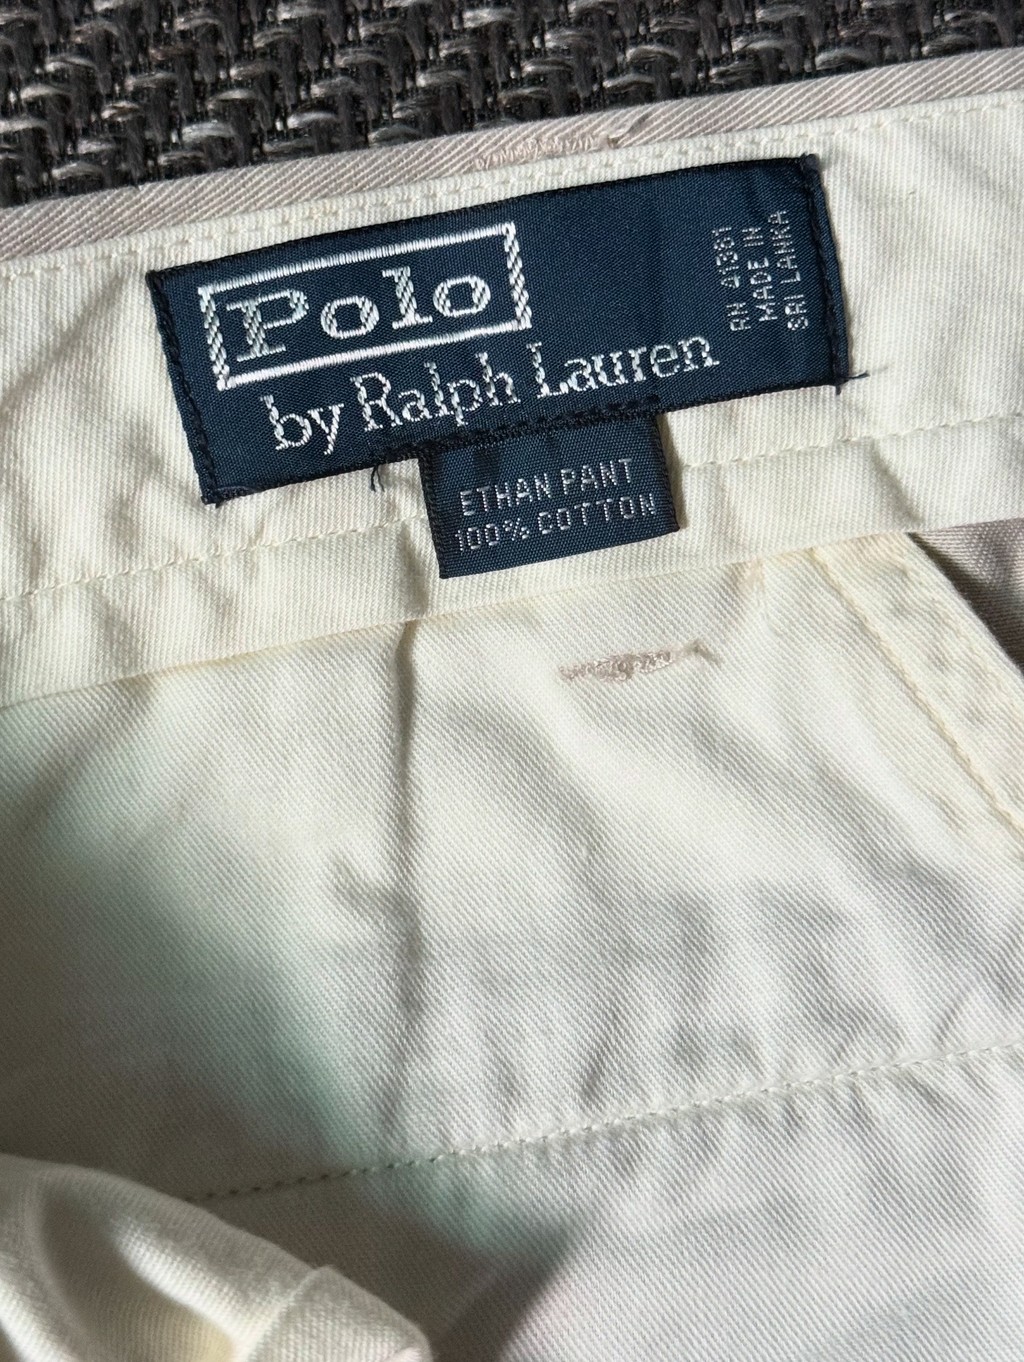 Polo
by Ralph Lauren
RN 41381
MADE IN
SRI LANKA
ETHAN PANT
100% COTTON